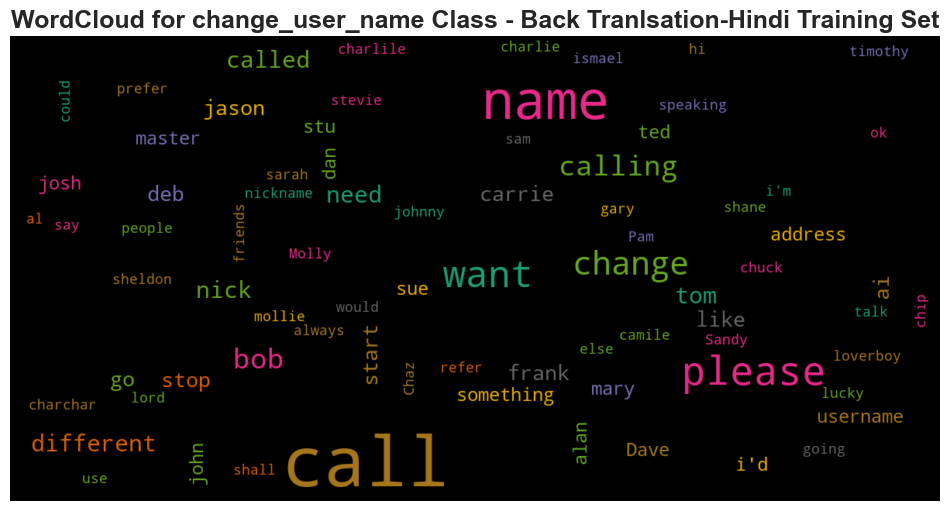 WordCloud for change_user_name Class - Back Tranlsation-Hindi Training Set
charlile
charlie
hi
timothy
called
ismael
could
prefer
jason
stevie
name
speaking
master
stu
sam
ted
ok
dan
calling
josh
sarah
deb
nickname
need
carrie
i'm
al
say
people
friends
johnny
gary
shane
Pam
address
Molly
sheldon
want
change
chuck
nick
sue
tom
ai
chip
mollie
would
like
talk
always
start
camile
Sandy
bob
else
loverboy
go
stop
Chaz
refer
frank
please
lord
something
mary
lucky
charchar
username
different
john
call
alan
Dave
going
use
shall
i'd